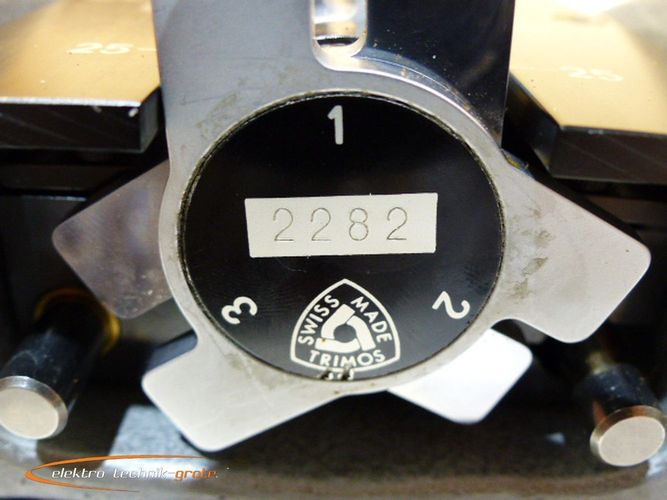 25
25
1
2282
3
2
SWISS MADE
TRIMOS
elektro technik-grote.